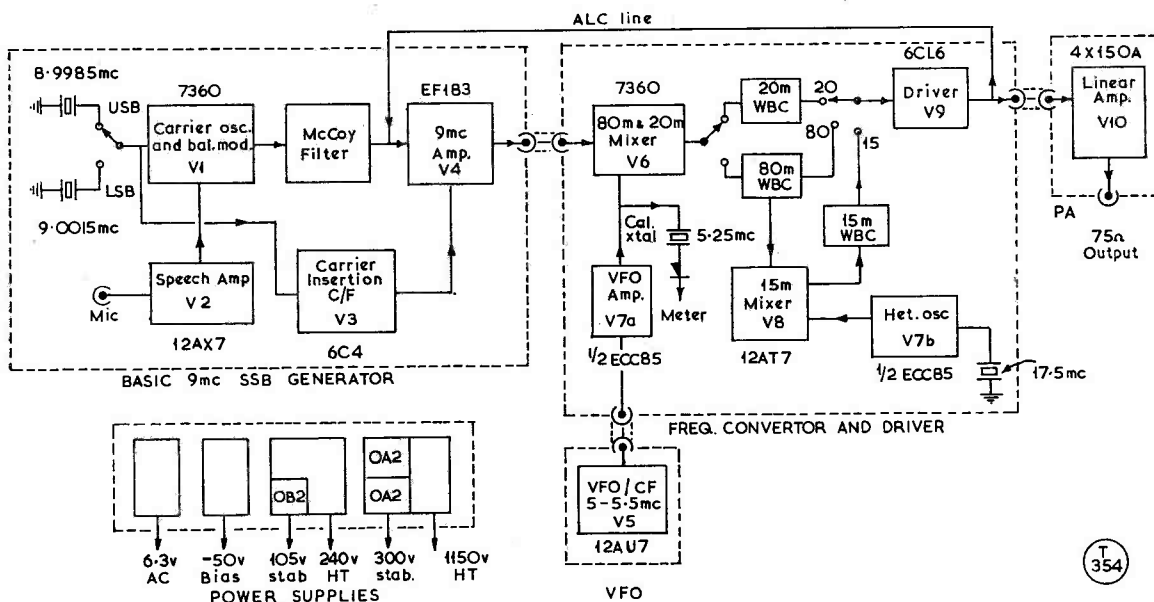 ALC line
8·9985mc
USB
LSB
9·0015mc
7360
Carrier osc.
and bal. mod.
V1
McCoy
Filter
EF183
9mc
Amp.
V4
Speech Amp
V2
12AX7
Mic
Carrier
Insertion
C/F
V3
6C4
BASIC 9mc SSB GENERATOR
7360
80m & 20m
Mixer
V6
20m
WBC
20
80
15
80m
WBC
6CL6
Driver
V9
Cal.
xtal
5·25mc
Meter
VFO
Amp.
V7a
1/2 ECC85
15m
Mixer
V8
12AT7
15m
WBC
Het. osc
V7b
1/2 ECC85
17·5mc
FREQ. CONVERTOR AND DRIVER
4X150A
Linear
Amp.
V10
PA
75Ω
Output
VFO/CF
5-5·5mc
V5
12AU7
VFO
OB2
OA2
OA2
6·3v
AC
-50v
Bias
105v
stab
240v
HT
300v
stab.
1150v
HT
POWER SUPPLIES
T
354